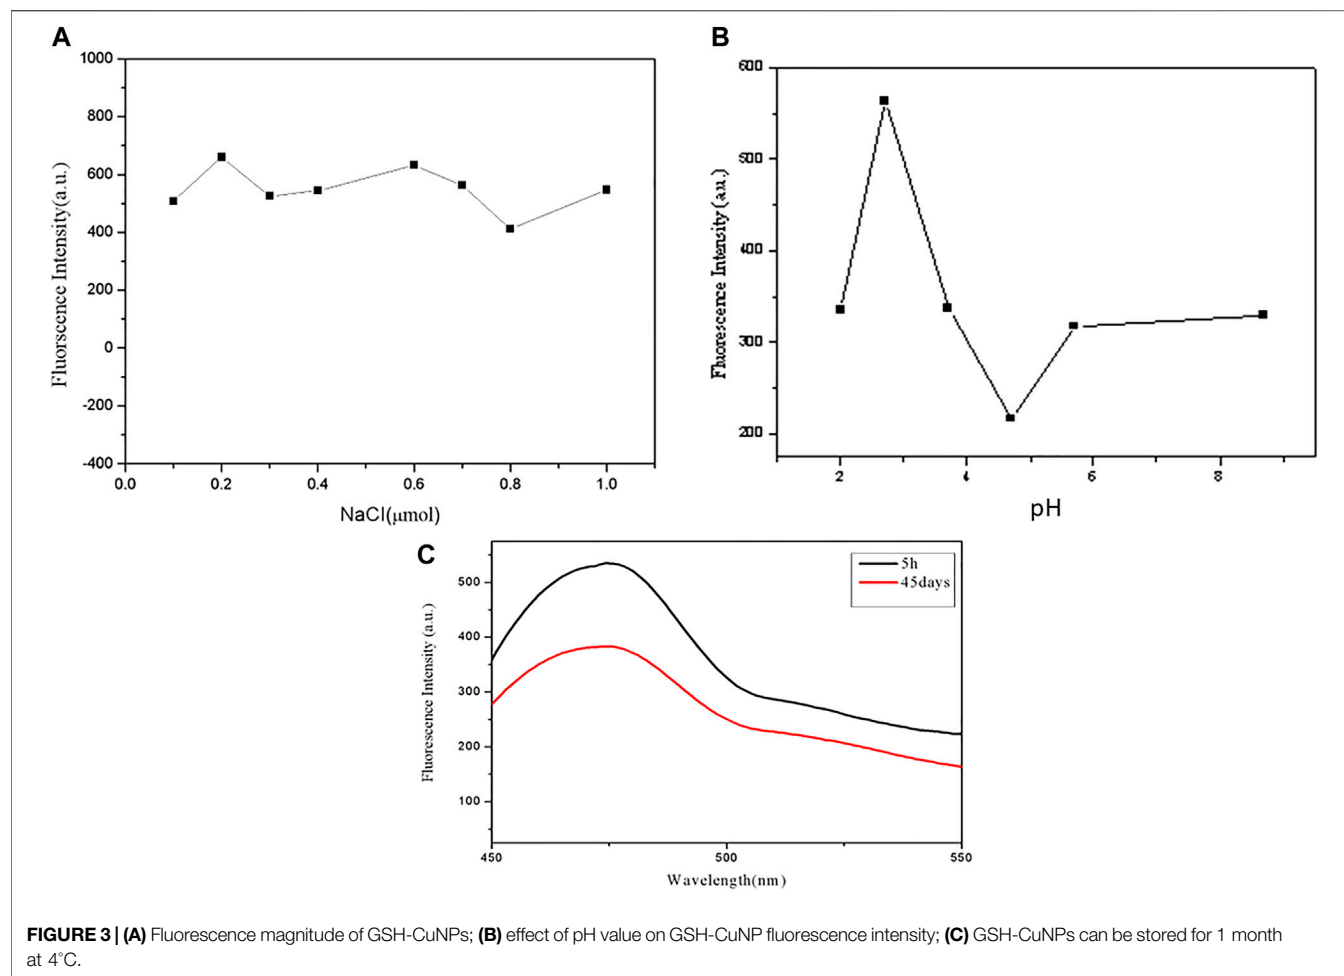 A
Fluorscence Intensity(a.u.)
1000
800
600
400
200
0
-200
-400
0.0 0.2 0.4 0.6 0.8 1.0
NaCl(μmol)
B
Fluorescence Intensity (a.u.)
600
500
400
300
200
2 4 6 8
pH
C
Fluorescence Intensity (a.u.)
500
400
300
200
100
5h
45days
450 500 550
Wavelength(nm)
FIGURE 3 | (A) Fluorescence magnitude of GSH-CuNPs; (B) effect of pH value on GSH-CuNP fluorescence intensity; (C) GSH-CuNPs can be stored for 1 month
at 4°C.